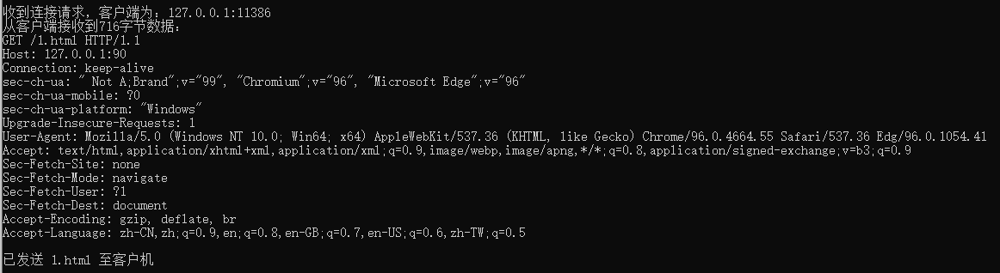 收到连接请求，客户端为：127.0.0.1:11386
从客户端接收到716字节数据：
GET /1.html HTTP/1.1
Host: 127.0.0.1:90
Connection: keep-alive
sec-ch-ua: " Not A;Brand";v="99", "Chromium";v="96", "Microsoft Edge";v="96"
sec-ch-ua-mobile: ?0
sec-ch-ua-platform: "Windows"
Upgrade-Insecure-Requests: 1
User-Agent: Mozilla/5.0 (Windows NT 10.0; Win64; x64) AppleWebKit/537.36 (KHTML, like Gecko) Chrome/96.0.4664.55 Safari/537.36 Edg/96.0.1054.41
Accept: text/html,application/xhtml+xml,application/xml;q=0.9,image/webp,image/apng,*/*;q=0.8,application/signed-exchange;v=b3;q=0.9
Sec-Fetch-Site: none
Sec-Fetch-Mode: navigate
Sec-Fetch-User: ?1
Sec-Fetch-Dest: document
Accept-Encoding: gzip, deflate, br
Accept-Language: zh-CN,zh;q=0.9,en;q=0.8,en-GB;q=0.7,en-US;q=0.6,zh-TW;q=0.5
已发送 1.html 至客户机